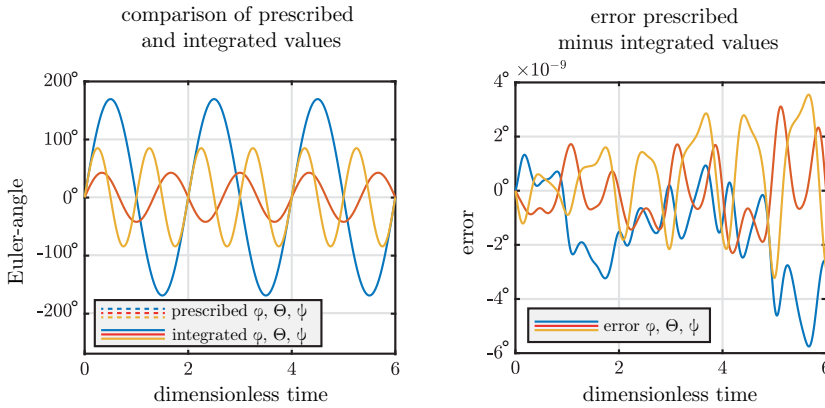 comparison of prescribed
and integrated values
200°
100°
0°
-100°
-200°
Euler-angle
prescribed φ, Θ, ψ
integrated φ, Θ, ψ
0 2 4 6
dimensionless time
error prescribed
minus integrated values
×10⁻⁹
4°
2°
0°
-2°
-4°
-6°
error
error φ, Θ, ψ
0 2 4 6
dimensionless time